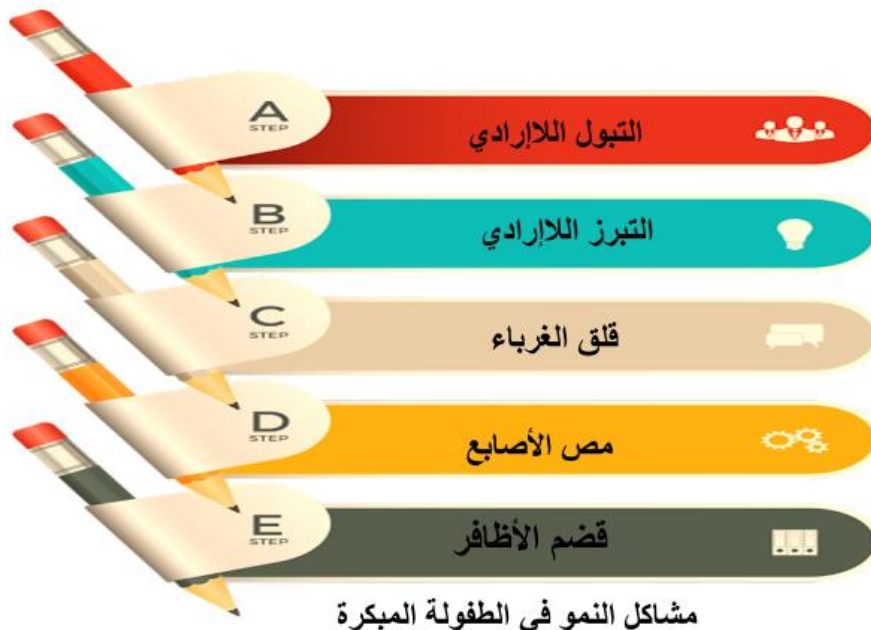 A
STEP
التبول اللاإرادي
B
STEP
التبرز اللاإرادي
C
STEP
قلق الغرباء
D
STEP
مص الأصابع
E
STEP
قضم الأظافر
مشاكل النمو في الطفولة المبكرة